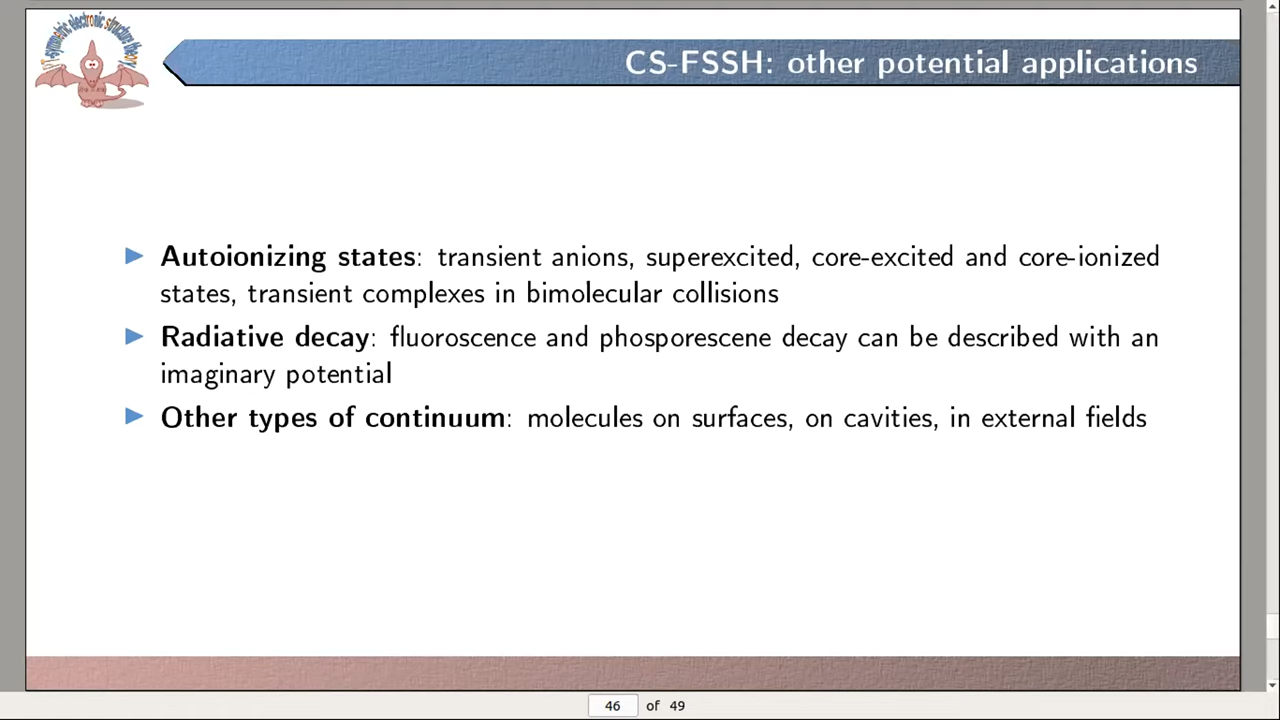 CS-FSSH: other potential applications
Autoionizing states: transient anions, superexcited, core-excited and core-ionized
states, transient complexes in bimolecular collisions
Radiative decay: fluoroscence and phosporescene decay can be described with an
imaginary potential
Other types of continuum: molecules on surfaces, on cavities, in external fields
46 of 49